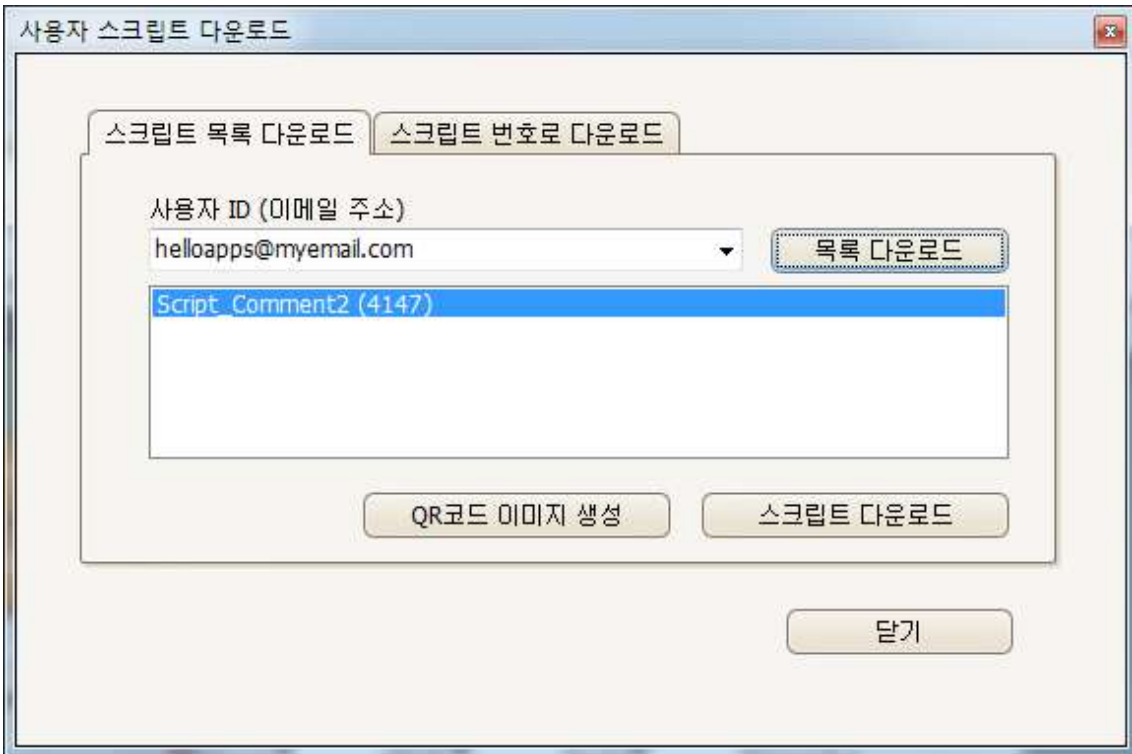 사용자 스크립트 다운로드
스크립트 목록 다운로드 스크립트 번호로 다운로드
사용자 ID (이메일 주소)
helloapps@myemail.com 목록 다운로드
Script_Comment2 (4147)
QR코드 이미지 생성 스크립트 다운로드
닫기